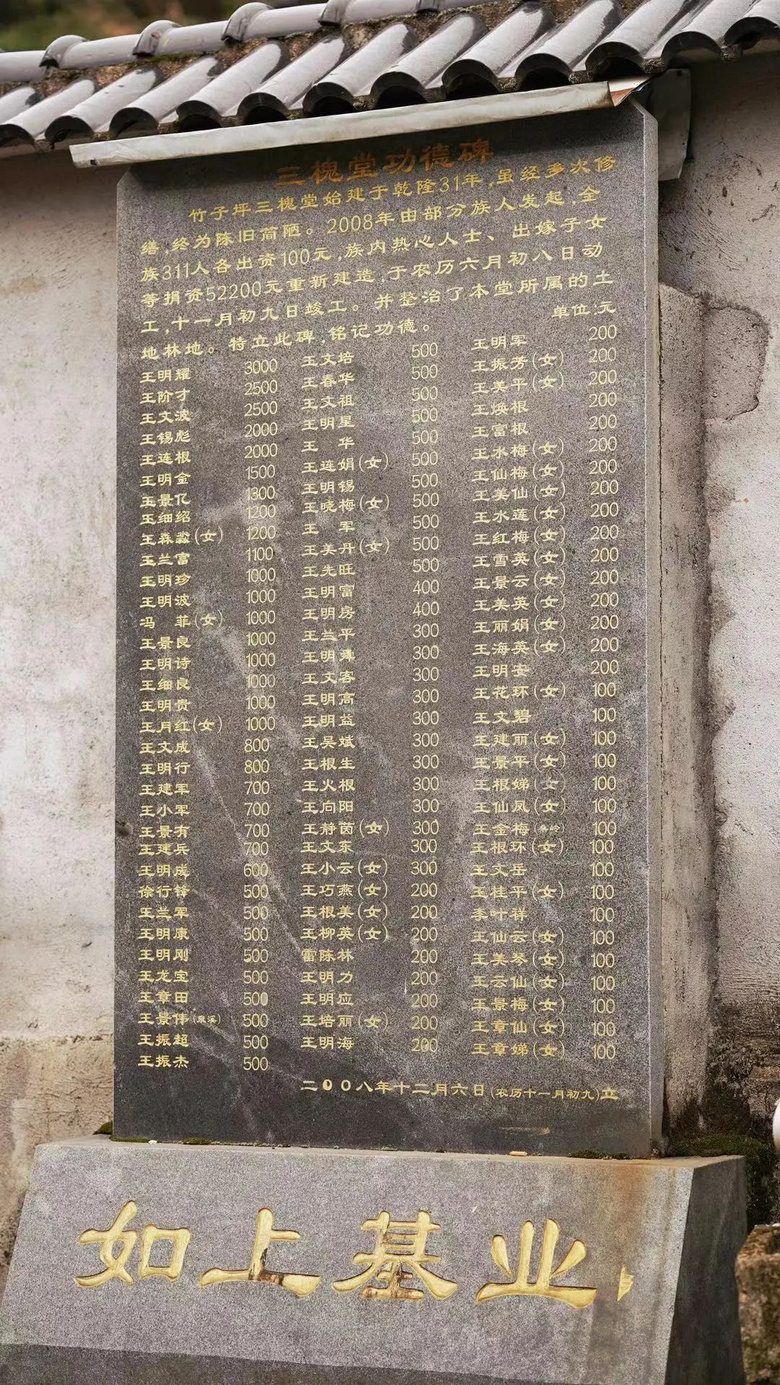 三槐堂功德碑
竹子坪三槐堂始建于乾隆31年,虽经多次修
缮,终为陈旧简陋。2008年由部分族人发起,全
族311人各出资100元,族内热心人士、出嫁子女
等捐资52200元重新建造,于农历六月初八日动
工,十一月初九日竣工。并整治了本堂所属的土
地林地。特立此碑,铭记功德。
单位:元
王明耀 3000
王阶才 2500
王文波 2500
王锡彪 2000
王连根 2000
王明金 1500
王景亿 1300
王细绍 1200
王森淼(女) 1200
王兰富 1100
王明珍 1000
王明波 1000
冯 菲(女) 1000
王景良 1000
王明诗 1000
王细良 1000
王明贵 1000
王月红(女) 1000
王文成 800
王明行 800
王建军 700
王小军 700
王景有 700
王建兵 700
王明成 600
徐行锋 500
王兰军 500
王明康 500
王明刚 500
王龙宝 500
王章田 500
王景伟 500
王振超 500
王振杰 500
王文培 500
王春华 500
王文祖 500
王明星 500
王 华 500
王连娟(女) 500
王明锡 500
王晓梅(女) 500
王 军 500
王美丹(女) 500
王先旺 500
王明富 400
王明房 400
王兰平 300
王明 300
王文客 300
王明高 300
王明益 300
王吴斌 300
王根生 300
王火根 300
王向阳 300
王静茵(女) 300
王文东 300
王小云(女) 300
王巧燕(女) 200
王根美(女) 200
王柳英(女) 200
雷陈林 200
王明力 200
王明应 200
王培丽(女) 200
王明海 200
王明军 200
王振芳(女) 200
王美平(女) 200
王焕根 200
王富根 200
王水梅(女) 200
王仙梅(女) 200
王美仙(女) 200
王水莲(女) 200
王红梅(女) 200
王雪英(女) 200
王景云(女) 200
王美英(女) 200
王丽娟(女) 200
王海英(女) 200
王明安 200
王花环(女) 100
王文碧 100
王建丽(女) 100
王景平(女) 100
王根娣(女) 100
王仙凤(女) 100
王金梅 100
王根环(女) 100
王文岳 100
王桂平(女) 100
李叶祥 100
王仙云(女) 100
王美琴(女) 100
王云仙(女) 100
王景梅(女) 100
王章仙(女) 100
王章娣(女) 100
二00八年十二月六日(农历十一月初九)立
如上基业